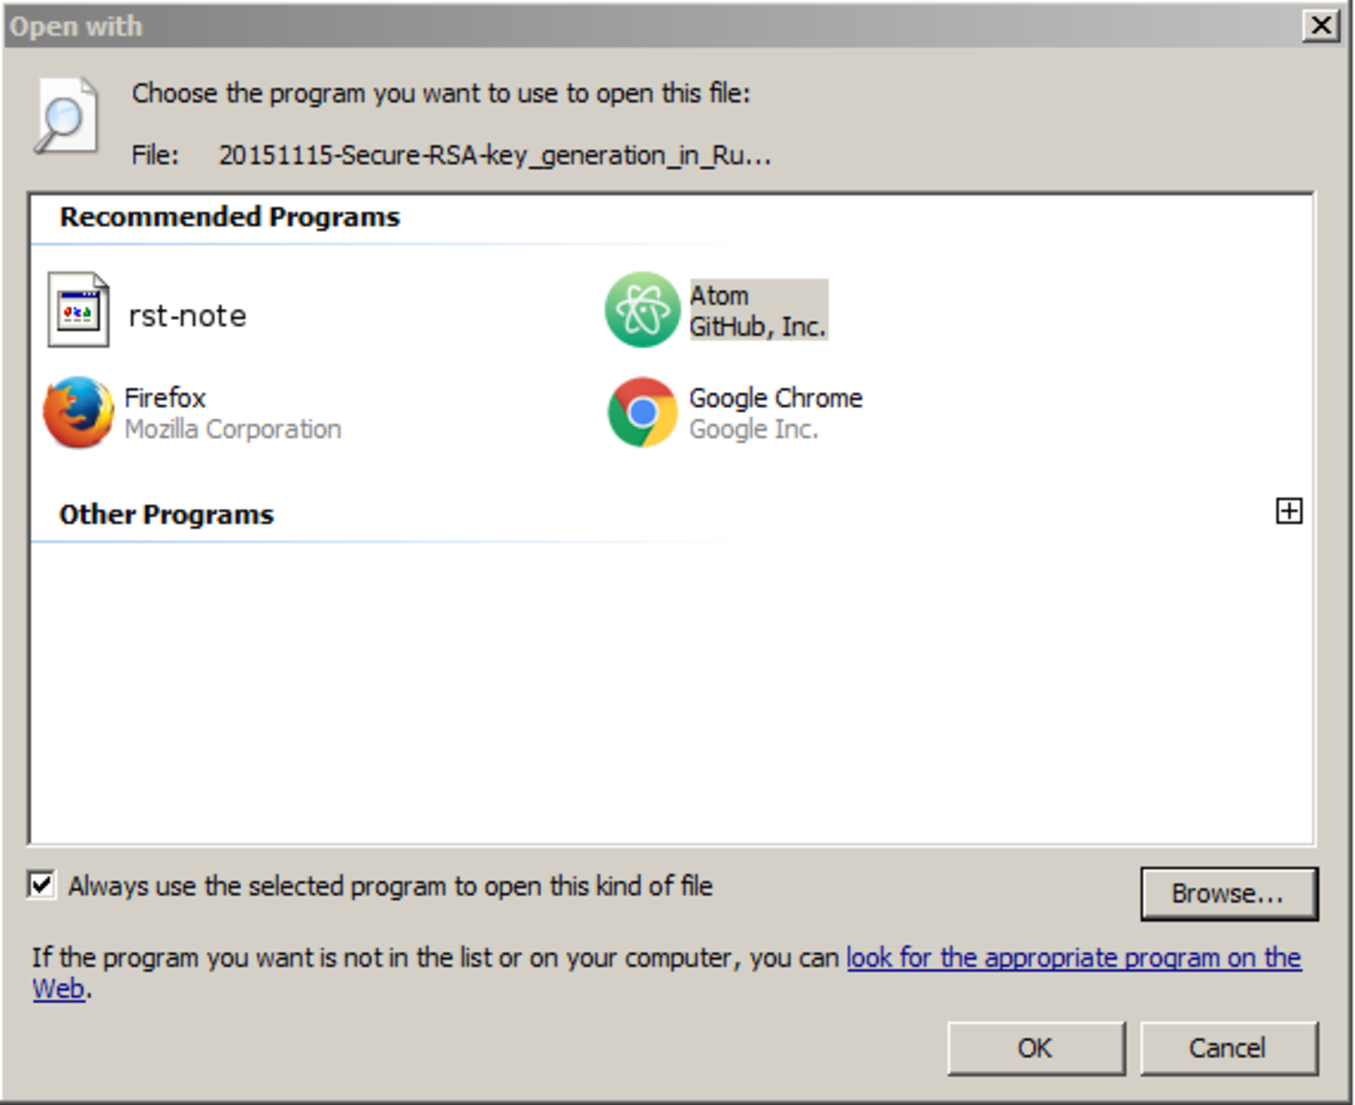 Open with
Choose the program you want to use to open this file:
File: 20151115-Secure-RSA-key_generation_in_Ru...
Recommended Programs
rst-note
Atom
GitHub, Inc.
Firefox
Mozilla Corporation
Google Chrome
Google Inc.
Other Programs
Always use the selected program to open this kind of file
Browse...
If the program you want is not in the list or on your computer, you can look for the appropriate program on the
Web.
OK
Cancel